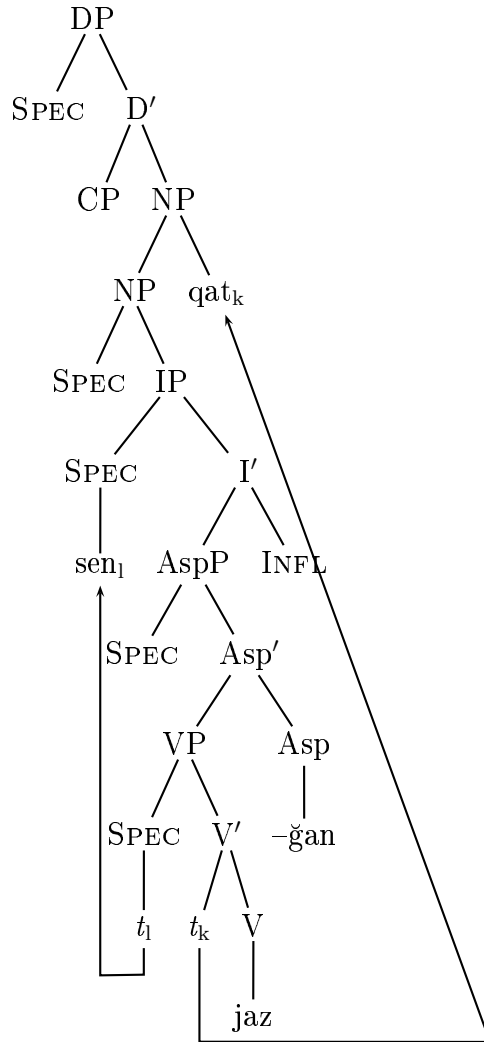 DP
SPEC D′
CP NP
NP qatₖ
SPEC IP
SPEC I′
senₗ AspP INFL
SPEC Asp′
VP Asp
SPEC V′ –ğan
tₗ tₖ V
jaz